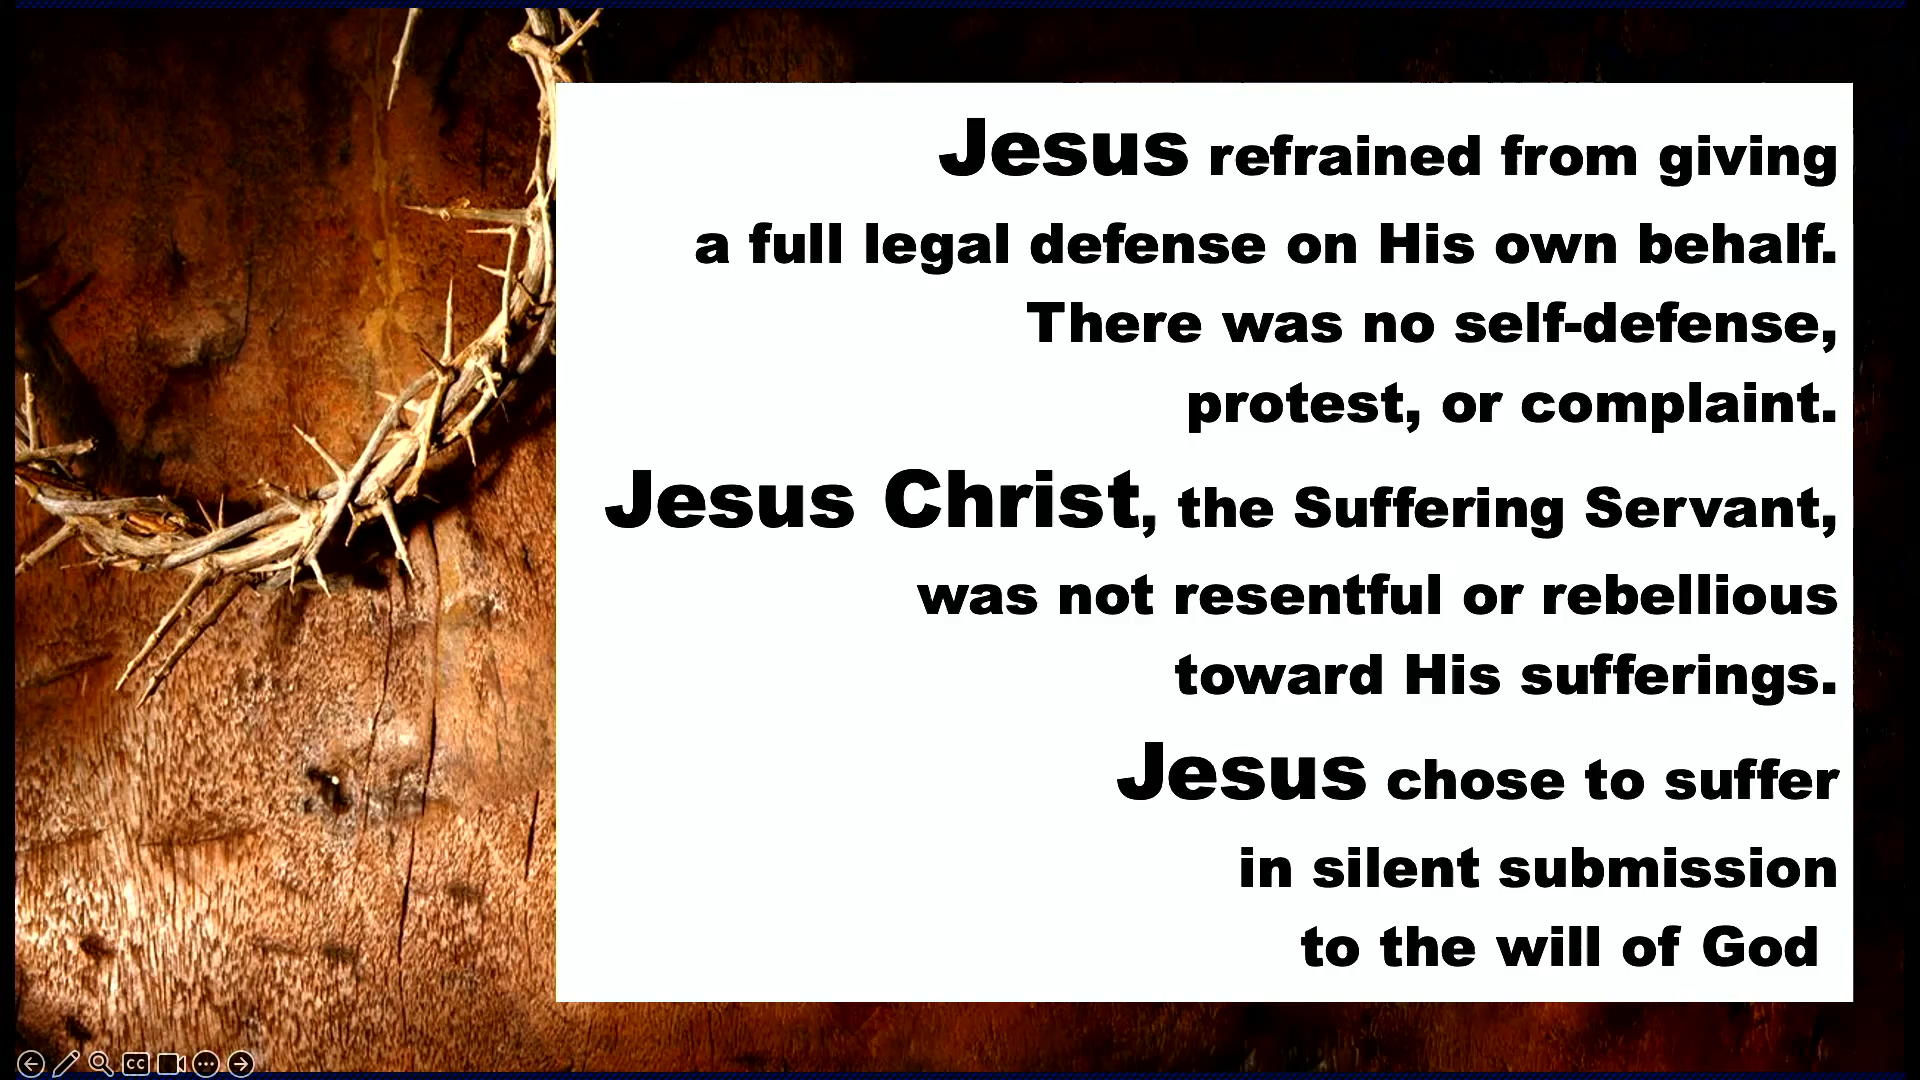 Jesus refrained from giving
a full legal defense on His own behalf.
There was no self-defense,
protest, or complaint.
Jesus Christ, the Suffering Servant,
was not resentful or rebellious
toward His sufferings.
Jesus chose to suffer
in silent submission
to the will of God
CC